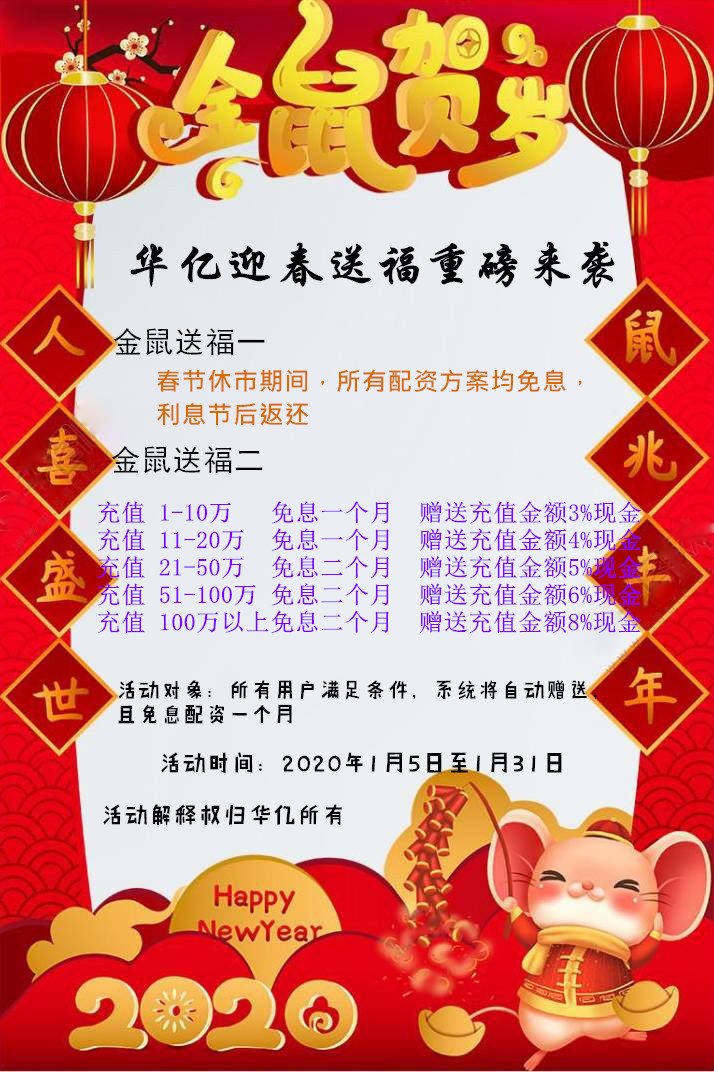 金鼠贺岁
华亿迎春送福重磅来袭
人喜盛世
鼠兆丰年
金鼠送福一
春节休市期间，所有配资方案均免息，
利息节后返还
金鼠送福二
充值 1-10万 免息一个月 赠送充值金额3%现金
充值 11-20万 免息一个月 赠送充值金额4%现金
充值 21-50万 免息二个月 赠送充值金额5%现金
充值 51-100万 免息二个月 赠送充值金额6%现金
充值 100万以上免息二个月 赠送充值金额8%现金
活动对象：所有用户满足条件，系统将自动赠送，
且免息配资一个月
活动时间：2020年1月5日至1月31日
活动解释权归华亿所有
Happy
NewYear
2020